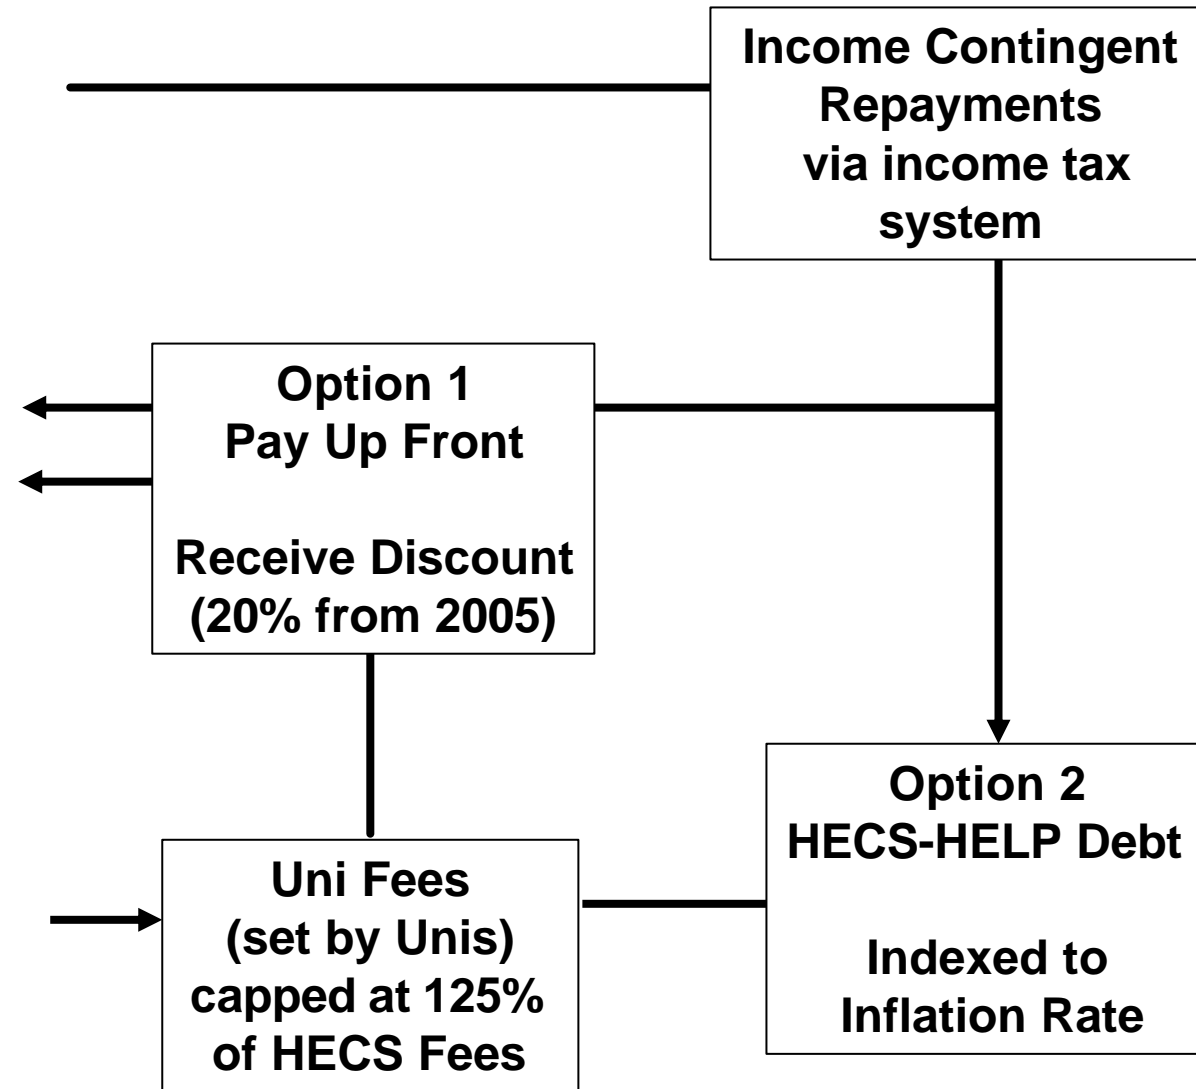 Income Contingent
Repayments
via income tax
system
Option 1
Pay Up Front
Receive Discount
(20% from 2005)
Option 2
HECS-HELP Debt
Indexed to
Inflation Rate
Uni Fees
(set by Unis)
capped at 125%
of HECS Fees